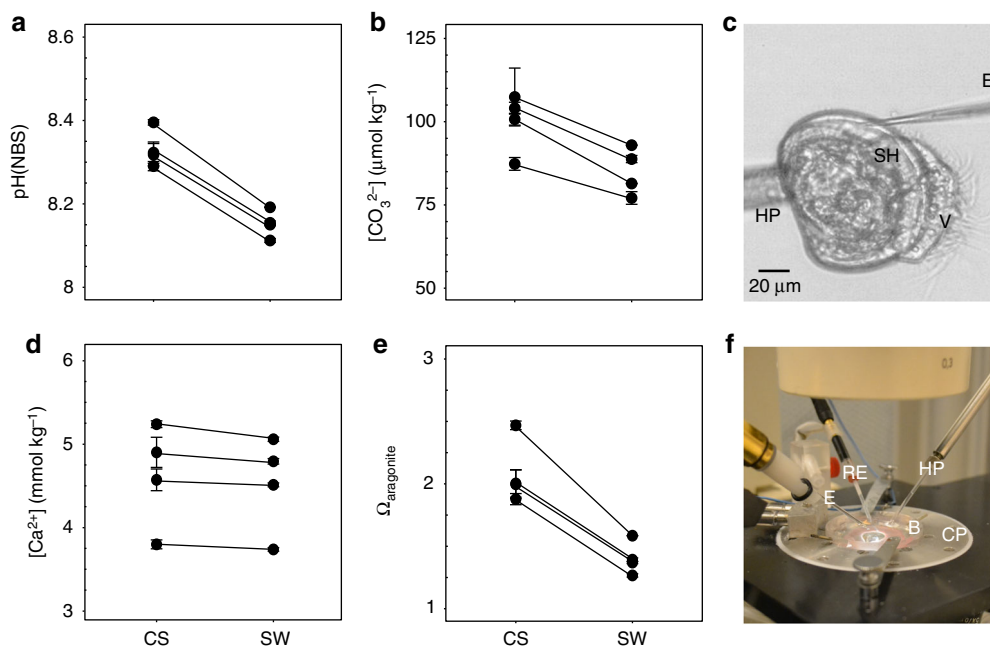 a
8.6
8.4
8.2
8
pH(NBS)
b
125
100
75
50
[CO₃²⁻] (μmol kg⁻¹)
c
E
SH
HP
V
20 μm
d
6
5
4
3
[Ca²⁺] (mmol kg⁻¹)
CS SW
e
3
2
1
Ωaragonite
CS SW
f
RE
HP
E
B
CP